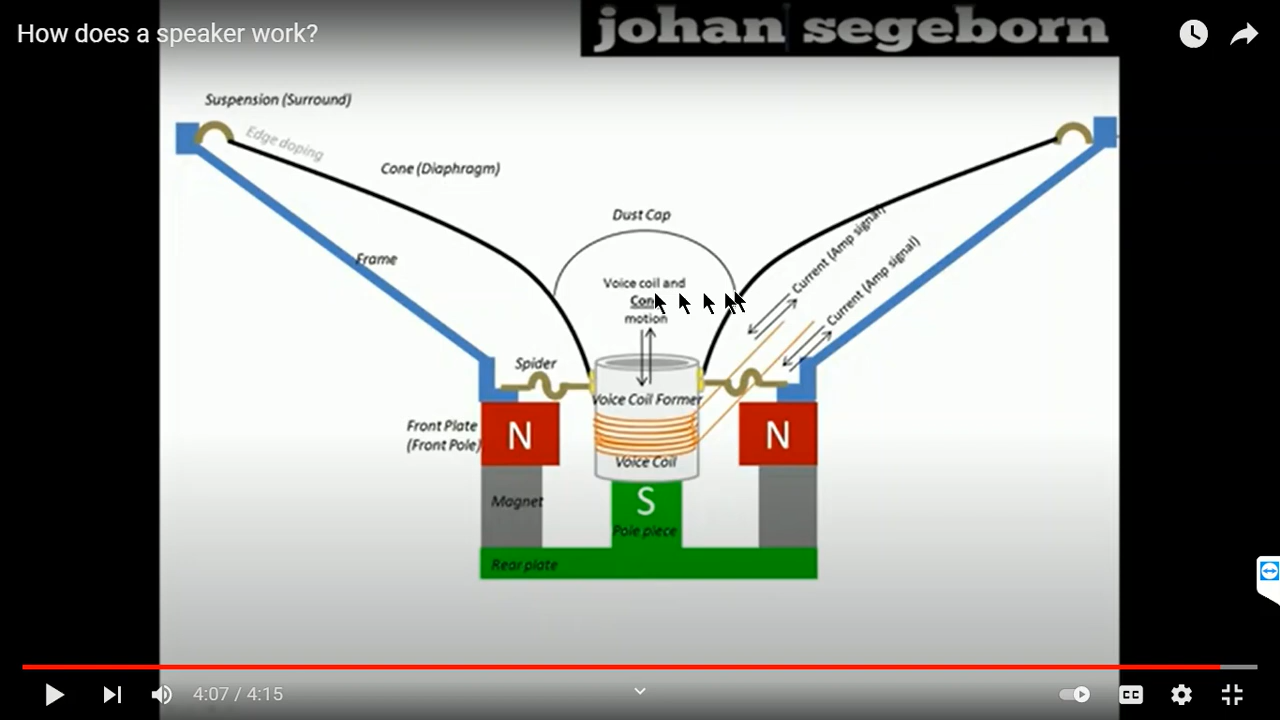 How does a speaker work?
johan segeborn
Suspension (Surround)
Edge doping
Cone (Diaphragm)
Dust Cap
Current (Amp signal)
Current (Amp signal)
Frame
Voice coil and
Cone
motion
Spider
Voice Coil Former
Front Plate
(Front Pole)
N
N
Voice Coil
Magnet
S
Pole piece
Rear plate
4:07 / 4:15
CC